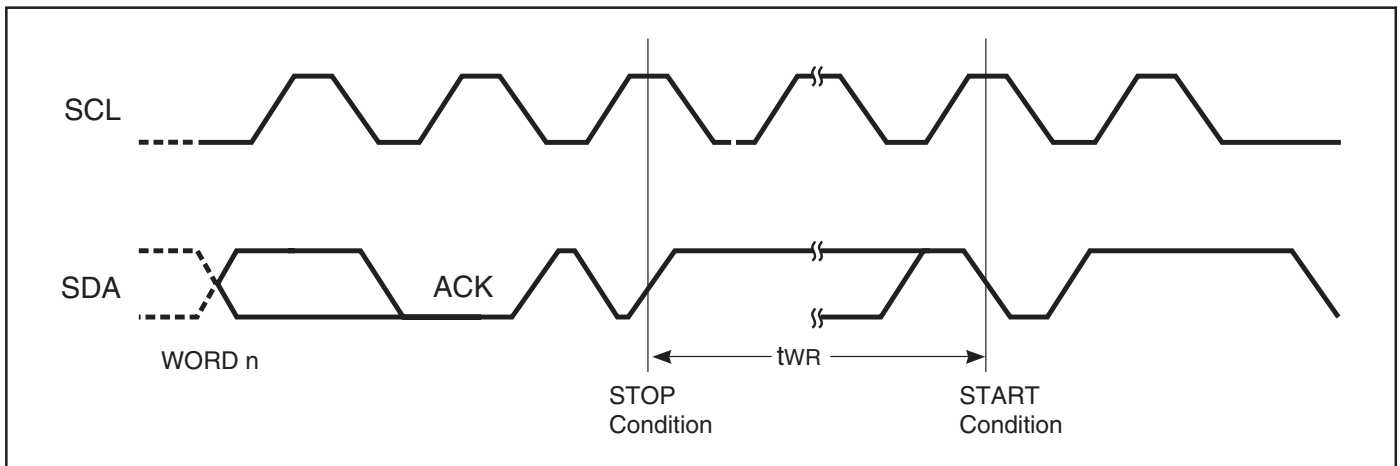 SCL
SDA
ACK
WORD n
tWR
STOP
Condition
START
Condition